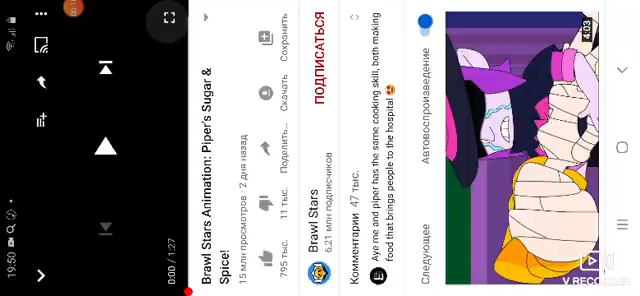 19:50
0:00 / 1:27
Brawl Stars Animation: Piper's Sugar &
Spice!
15 млн просмотров · 2 дня назад
795 тыс.
11 тыс.
Поделить...
Скачать
Сохранить
Brawl Stars
6,21 млн подписчиков
ПОДПИСАТЬСЯ
Комментарии 47 тыс.
Aye me and piper has the same cooking skill, both making
food that brings people to the hospital 😍
Следующее
Автовоспроизведение
4:03
V RECORDER